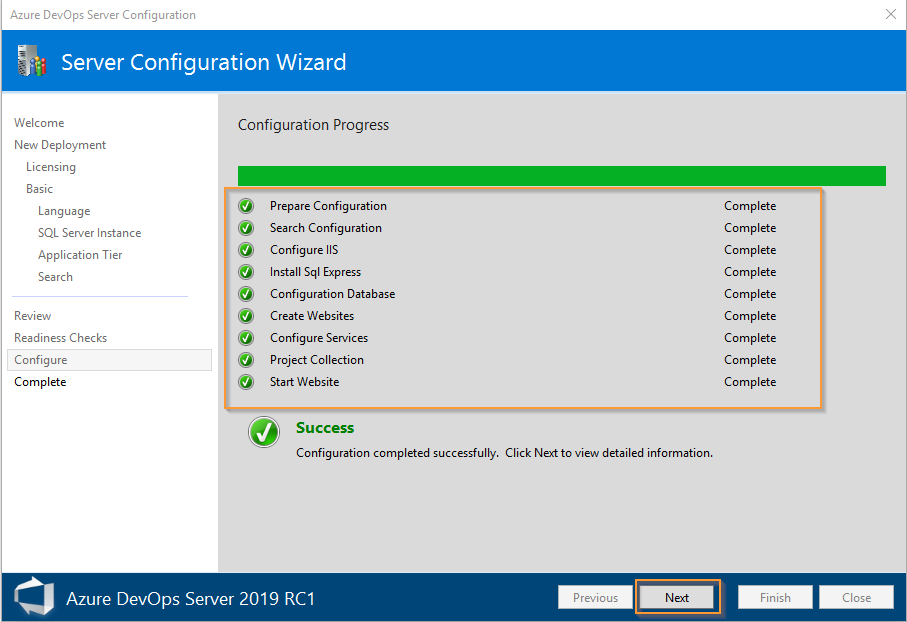 Azure DevOps Server Configuration
Server Configuration Wizard
Welcome
New Deployment
Licensing
Basic
Language
SQL Server Instance
Application Tier
Search
Review
Readiness Checks
Configure
Complete
Configuration Progress
Prepare Configuration Complete
Search Configuration Complete
Configure IIS Complete
Install Sql Express Complete
Configuration Database Complete
Create Websites Complete
Configure Services Complete
Project Collection Complete
Start Website Complete
Success
Configuration completed successfully. Click Next to view detailed information.
Azure DevOps Server 2019 RC1
Previous Next Finish Close